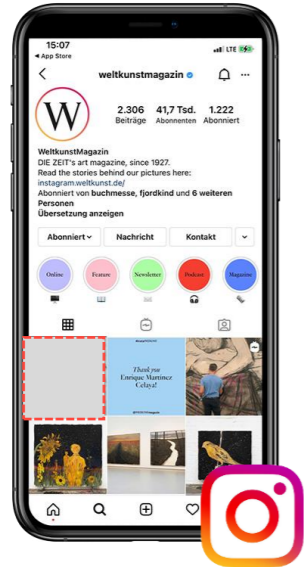 15:07
LTE
◀ App Store
weltkunstmagazin
W
2.306 41,7 Tsd. 1.222
Beiträge Abonnenten Abonniert
WeltkunstMagazin
DIE ZEIT's art magazine, since 1927.
Read the stories behind our pictures here:
instagram.weltkunst.de/
Abonniert von buchmesse, fjordkind und 6 weiteren
Personen
Übersetzung anzeigen
Abonniert Nachricht Kontakt
Online Feature Newsletter Podcast Magazine
Thank you
Enrique Martínez
Celaya!